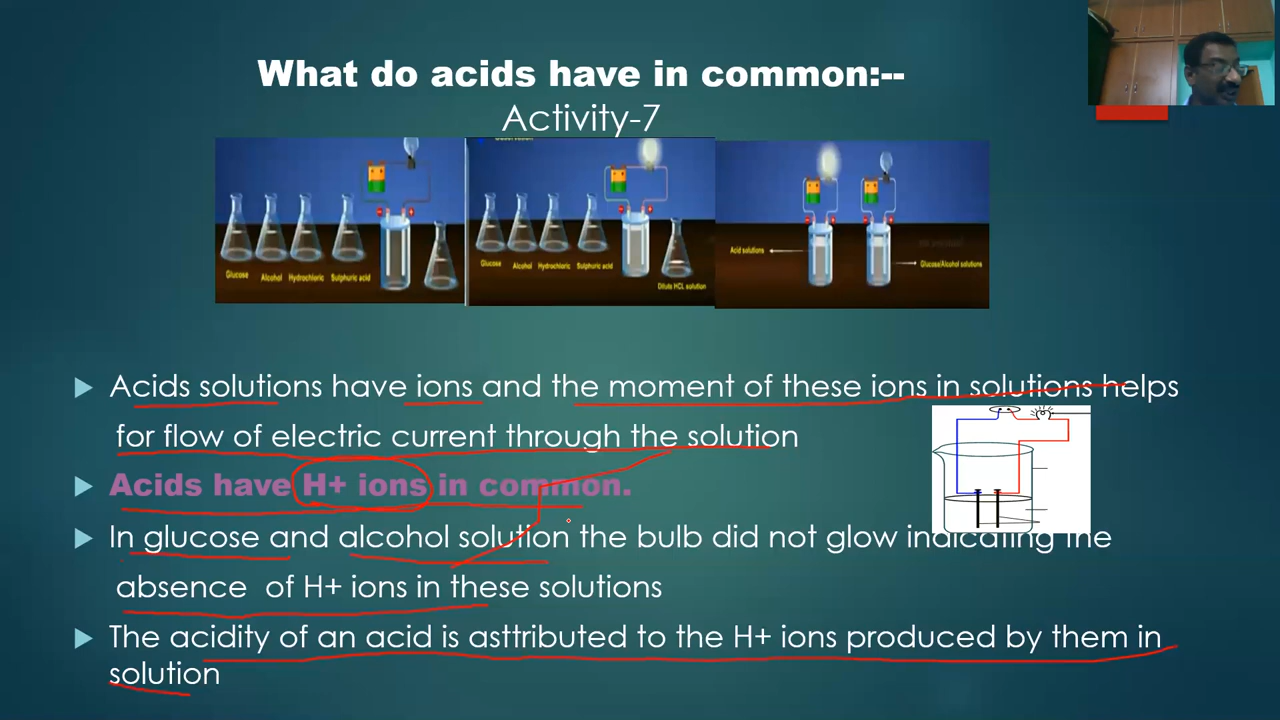 What do acids have in common:--
Activity-7
Glucose
Alcohol
Hydrochloric
Sulphuric acid
Glucose
Alcohol
Hydrochloric
Sulphuric acid
Dilute HCL solution
Acid solutions
Glucose/Alcohol solutions
Acids solutions have ions and the moment of these ions in solutions helps
for flow of electric current through the solution
Acids have H+ ions in common.
In glucose and alcohol solution the bulb did not glow indicating the
absence of H+ ions in these solutions
The acidity of an acid is asttributed to the H+ ions produced by them in
solution